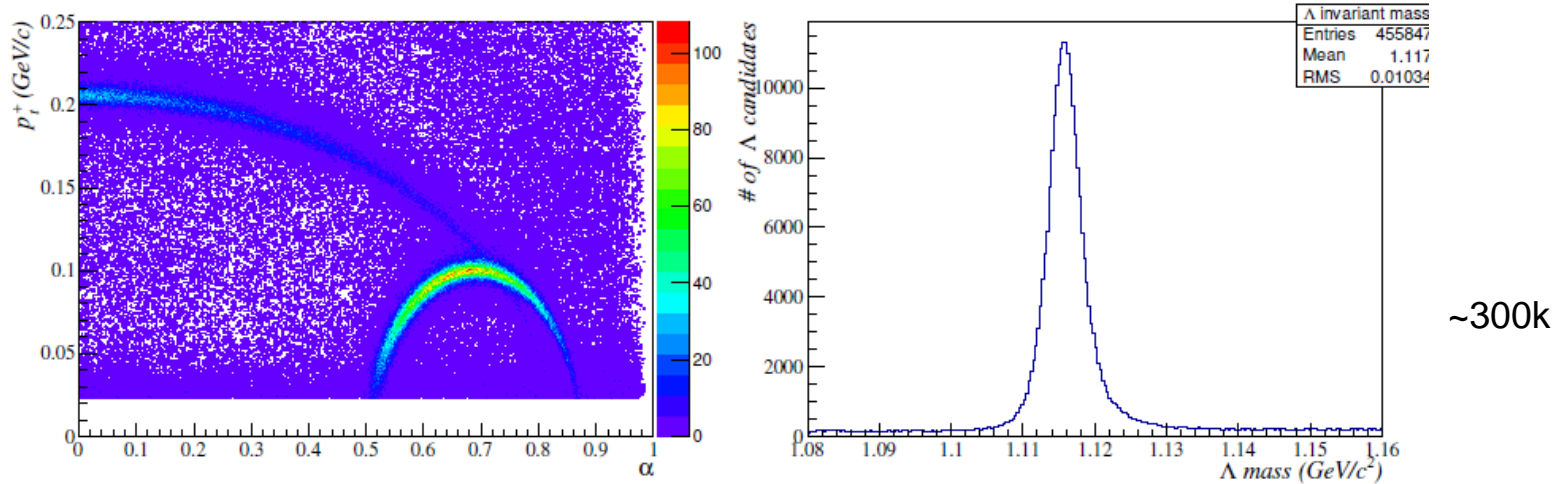 p_t^+ (GeV/c)
0.25
0.2
0.15
0.1
0.05
0
0 0.1 0.2 0.3 0.4 0.5 0.6 0.7 0.8 0.9 1
α
100
80
60
40
20
0
# of Λ candidates
10000
8000
6000
4000
2000
0
1.08 1.09 1.1 1.11 1.12 1.13 1.14 1.15 1.16
Λ mass (GeV/c²)
Λ invariant mass
Entries 455847
Mean 1.117
RMS 0.01034
~300k